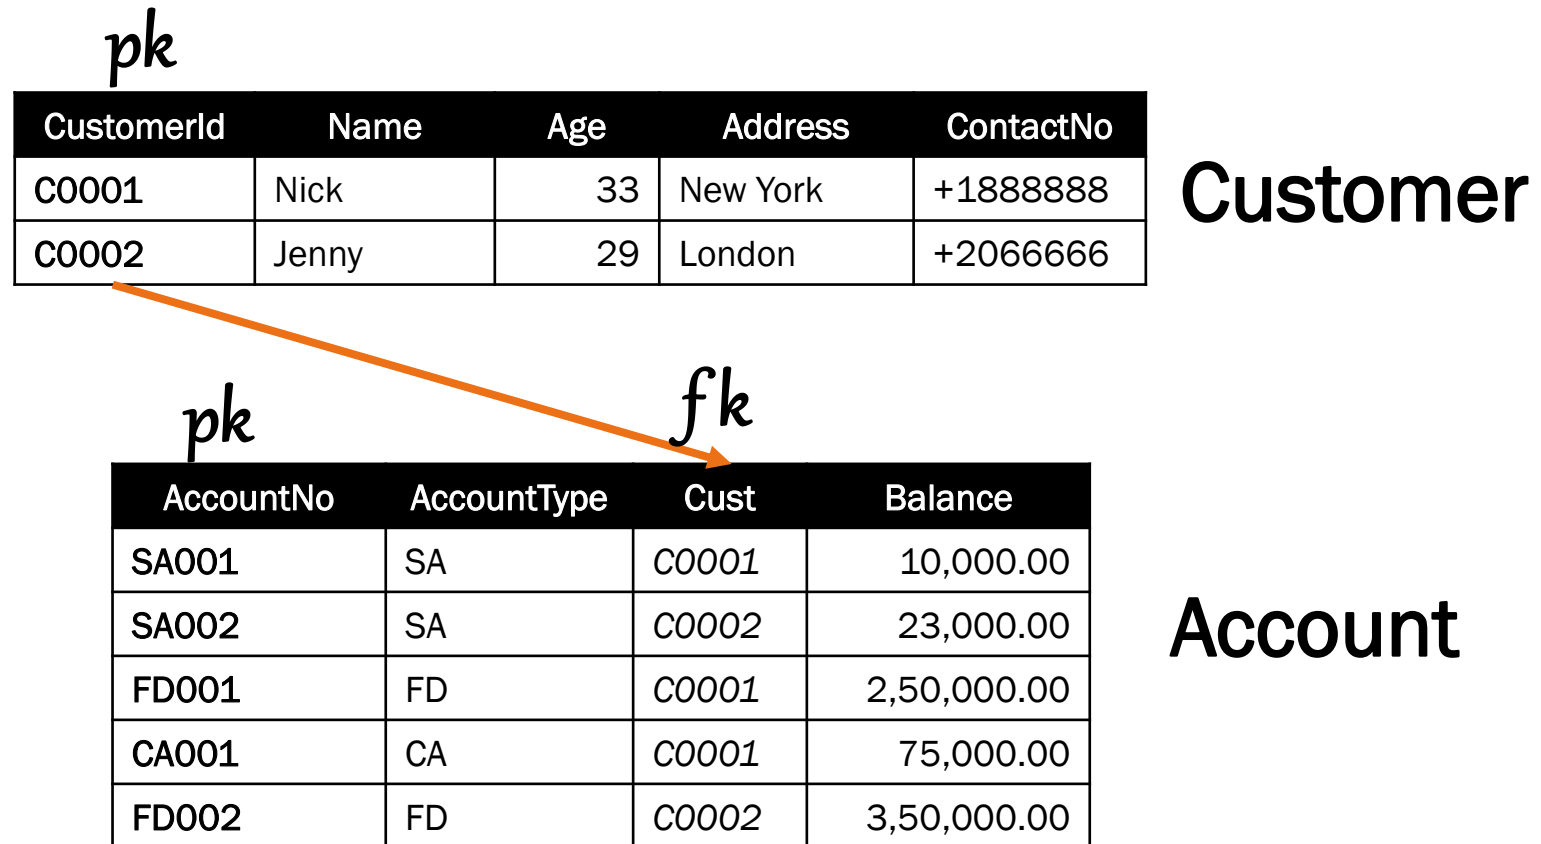 pk
CustomerId Name Age Address ContactNo
C0001 Nick 33 New York +1888888
C0002 Jenny 29 London +2066666
Customer
pk
fk
AccountNo AccountType Cust Balance
SA001 SA C0001 10,000.00
SA002 SA C0002 23,000.00
FD001 FD C0001 2,50,000.00
CA001 CA C0001 75,000.00
FD002 FD C0002 3,50,000.00
Account